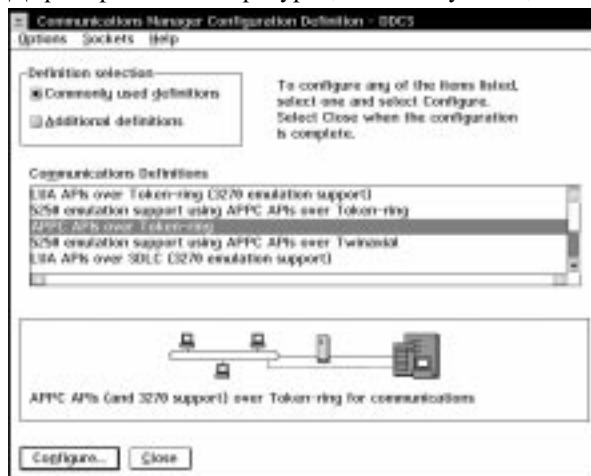 Communications Manager Configuration Definition - DDCS
Options Sockets Help
Definition selection
Commonly used definitions
Additional definitions
To configure any of the items listed,
select one and select Configure.
Select Close when the configuration
is complete.
Communications Definitions
LUA APIs over Token-ring (3270 emulation support)
5250 emulation support using APPC APIs over Token-ring
APPC APIs over Token-ring
5250 emulation support using APPC APIs over Twinaxial
LUA APIs over SDLC (3270 emulation support)
APPC APIs (and 3270 support) over Token-ring for communications
Configure... Close